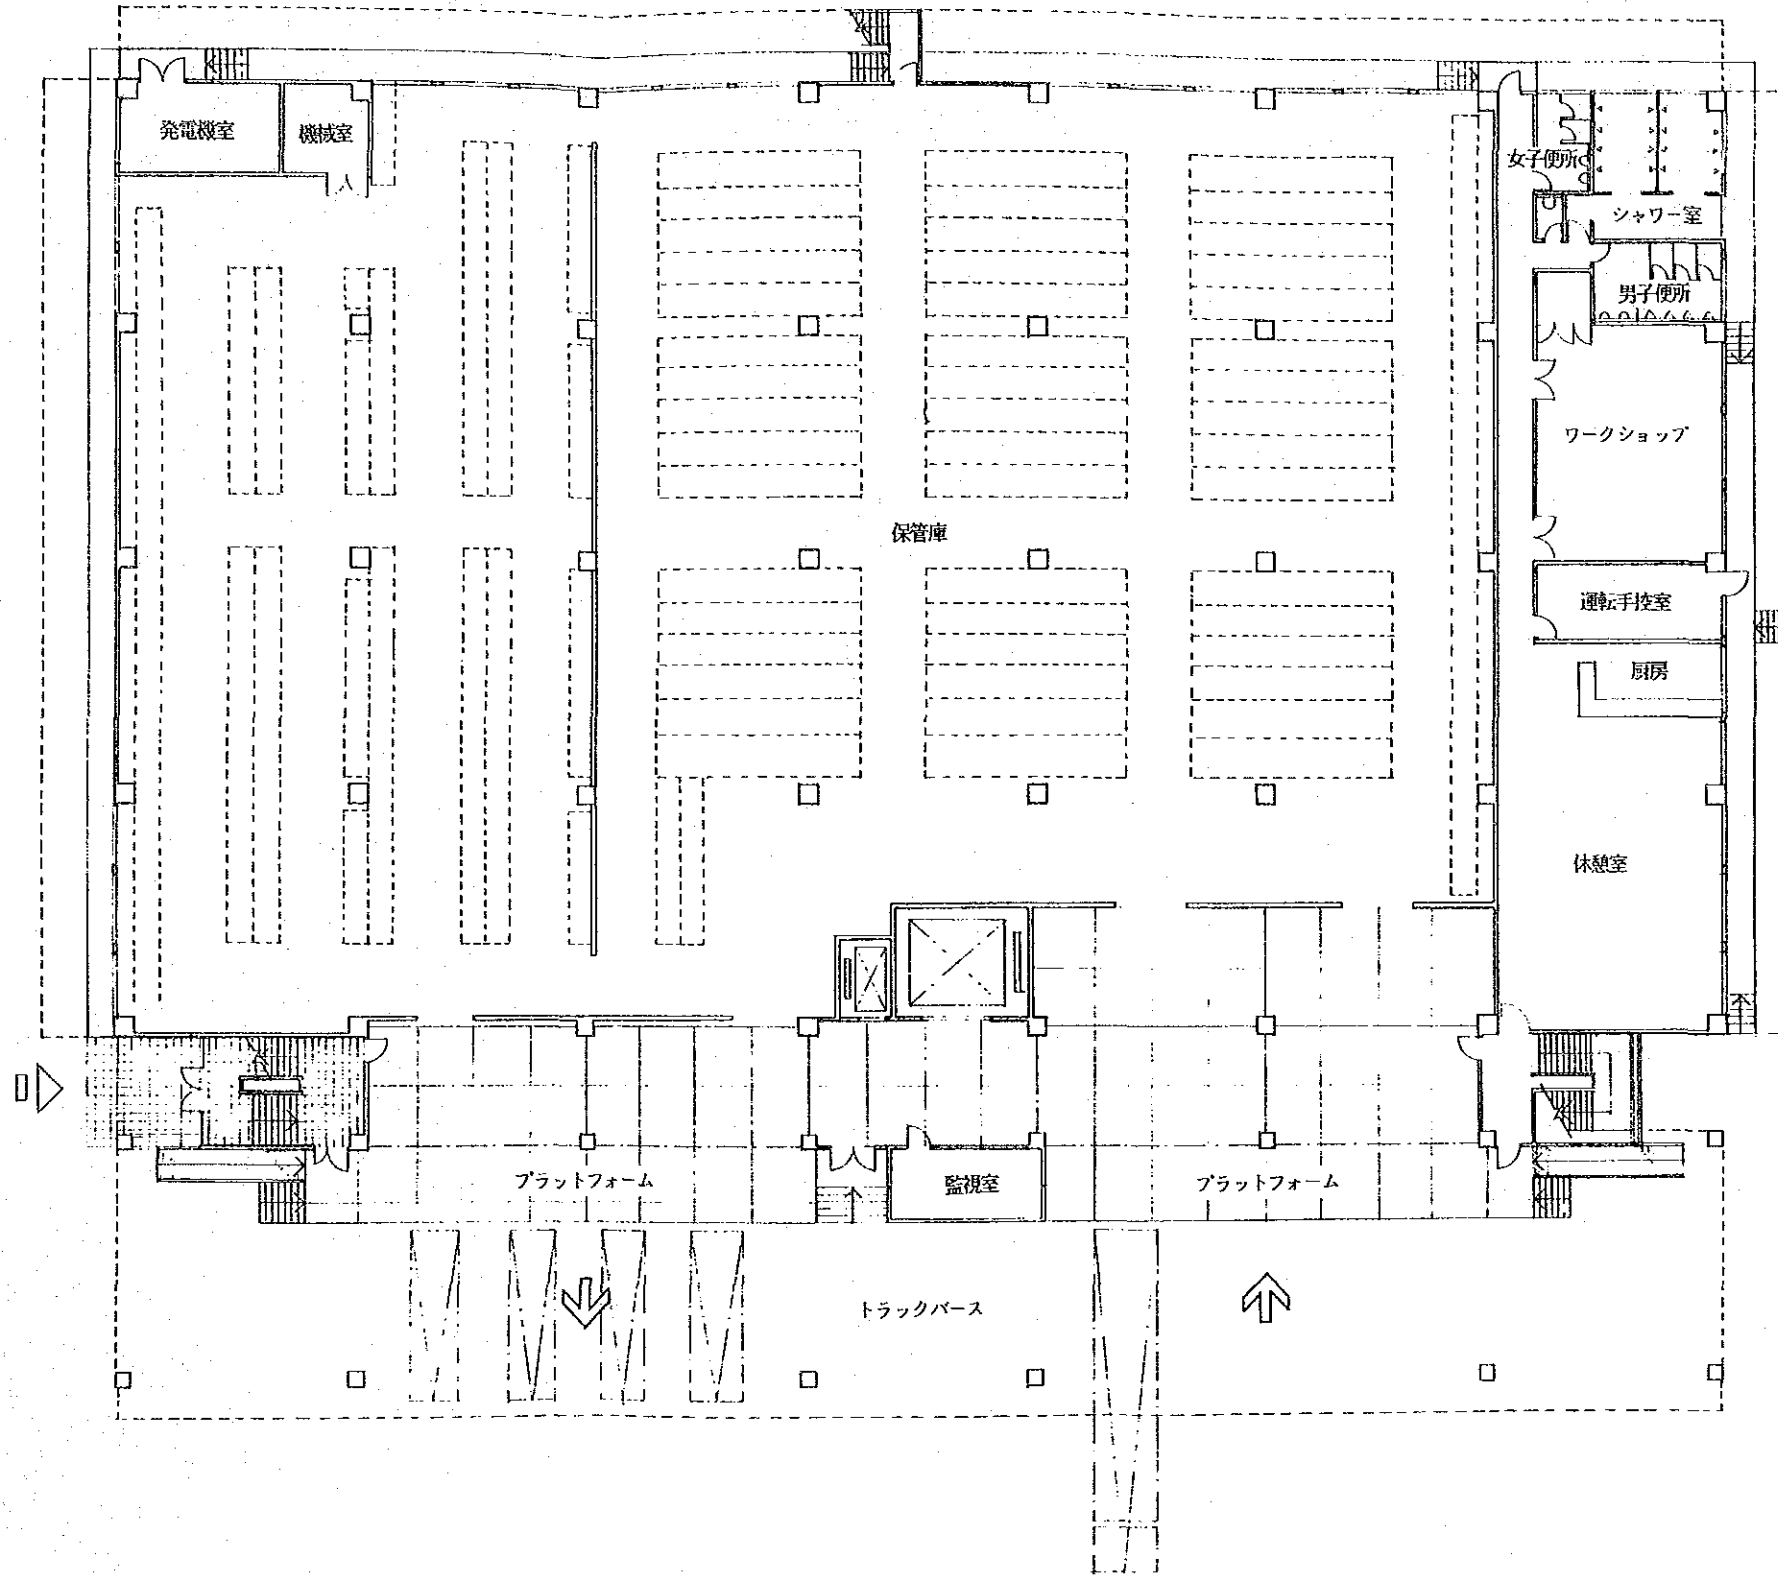 発電機室
機械室
女子便所
シャワー室
男子便所
ワークショップ
保管庫
運転手控室
厨房
休憩室
プラットフォーム
監視室
プラットフォーム
トラックバース